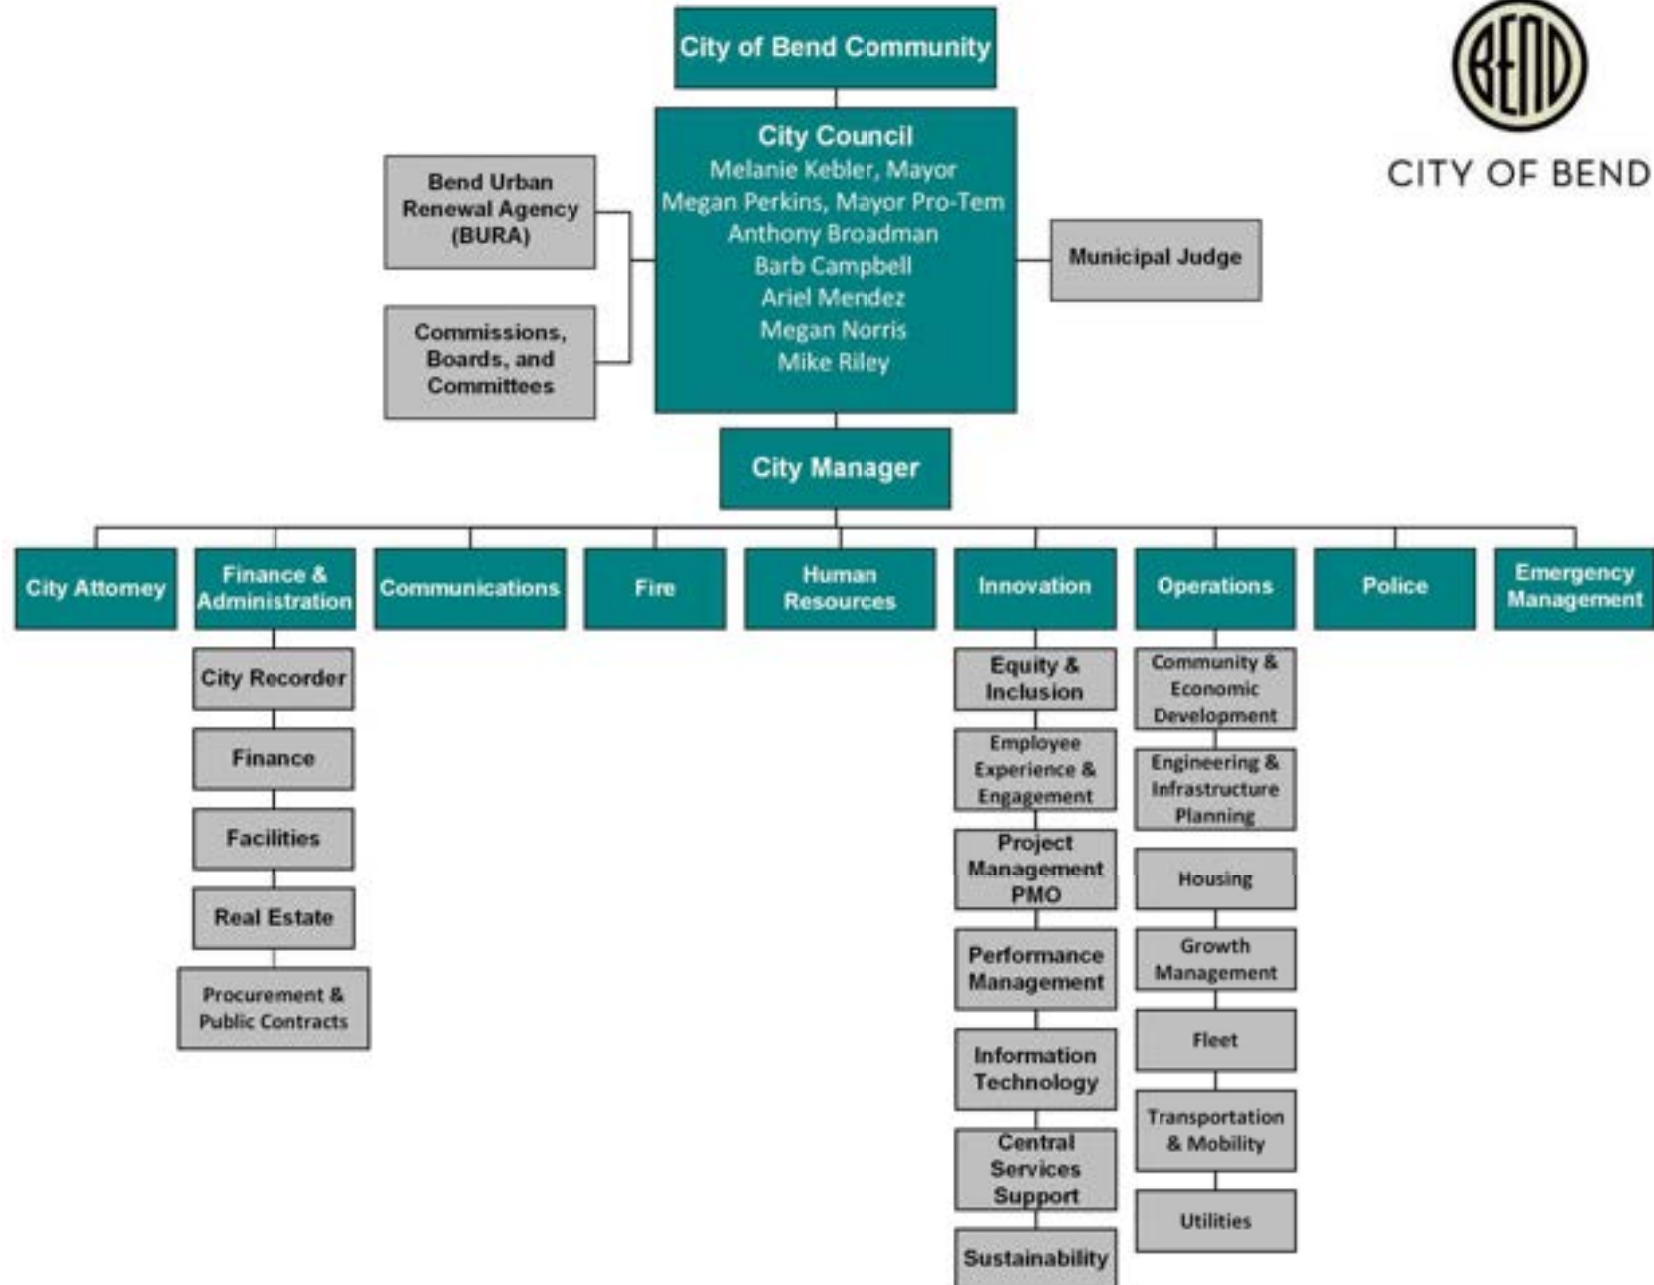 City of Bend Community
BEND
CITY OF BEND
City Council
Melanie Kebler, Mayor
Megan Perkins, Mayor Pro-Tem
Anthony Broadman
Barb Campbell
Ariel Mendez
Megan Norris
Mike Riley
Bend Urban
Renewal Agency
(BURA)
Commissions,
Boards, and
Committees
Municipal Judge
City Manager
City Attorney
Finance &
Administration
Communications
Fire
Human
Resources
Innovation
Operations
Police
Emergency
Management
City Recorder
Finance
Facilities
Real Estate
Procurement &
Public Contracts
Equity &
Inclusion
Employee
Experience &
Engagement
Project
Management
PMO
Performance
Management
Information
Technology
Central
Services
Support
Sustainability
Community &
Economic
Development
Engineering &
Infrastructure
Planning
Housing
Growth
Management
Fleet
Transportation
& Mobility
Utilities